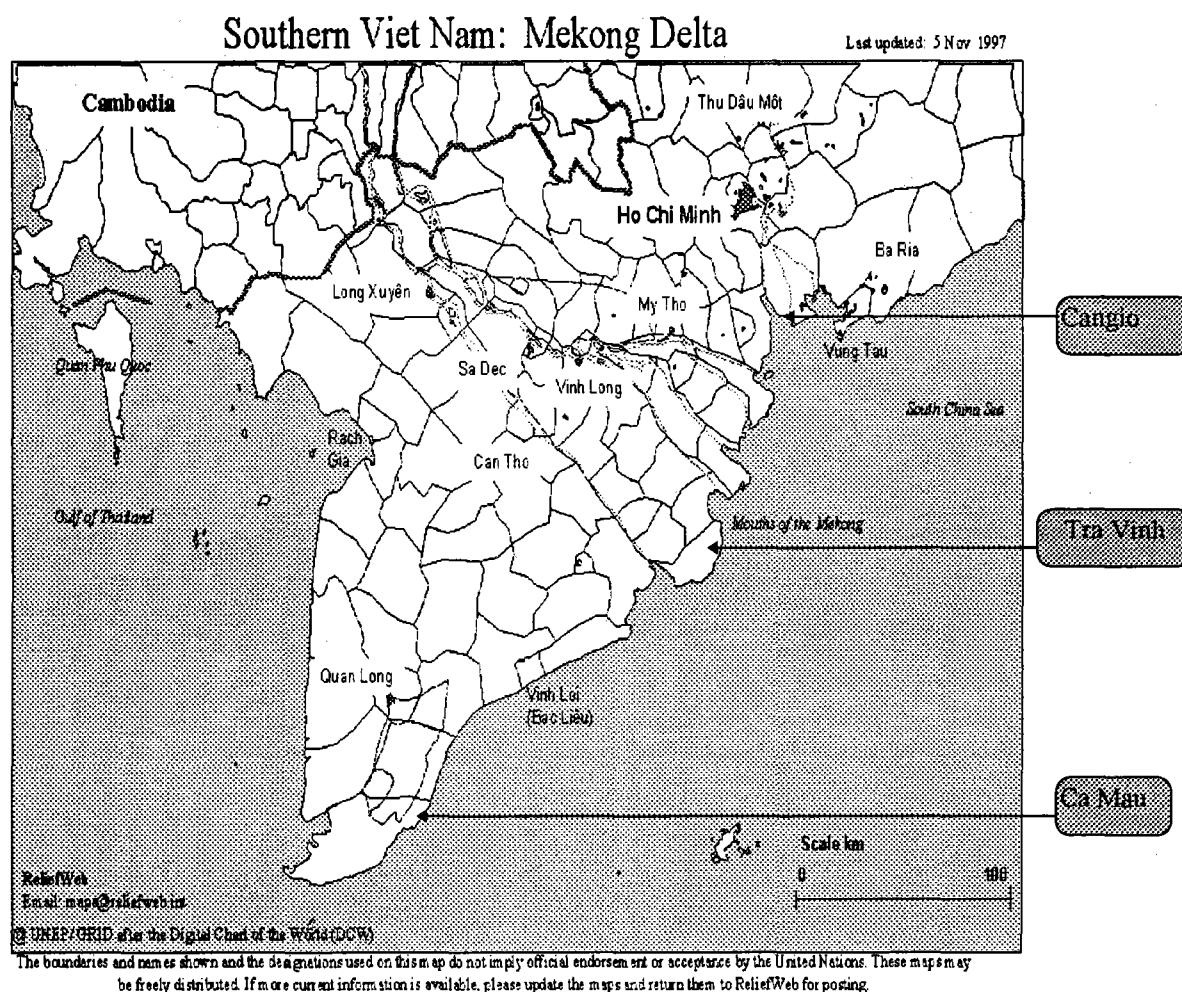 Southern Viet Nam: Mekong Delta
Last updated: 5 Nov 1997
Cambodia
Thu Dâu Môt
Ho Chi Minh
Ba Ria
Long Xuyên
My Tho
Cangio
Quan Phu Quoc
Sa Dec
Vinh Long
Vung Tau
South China Sea
Rach
Gia
Can Tho
Gulf of Thailand
Mouths of the Mekong
Tra Vinh
Quan Long
Vinh Loi
(Bac Liêu)
Ca Mau
Scale km
0 100
ReliefWeb
Email: maps@reliefweb.int
@ UNEP/GRID after the Digital Chart of the World (DCW)
The boundaries and names shown and the designations used on this map do not imply official endorsement or acceptance by the United Nations. These maps may
be freely distributed. If more current information is available, please update the maps and return them to ReliefWeb for posting.